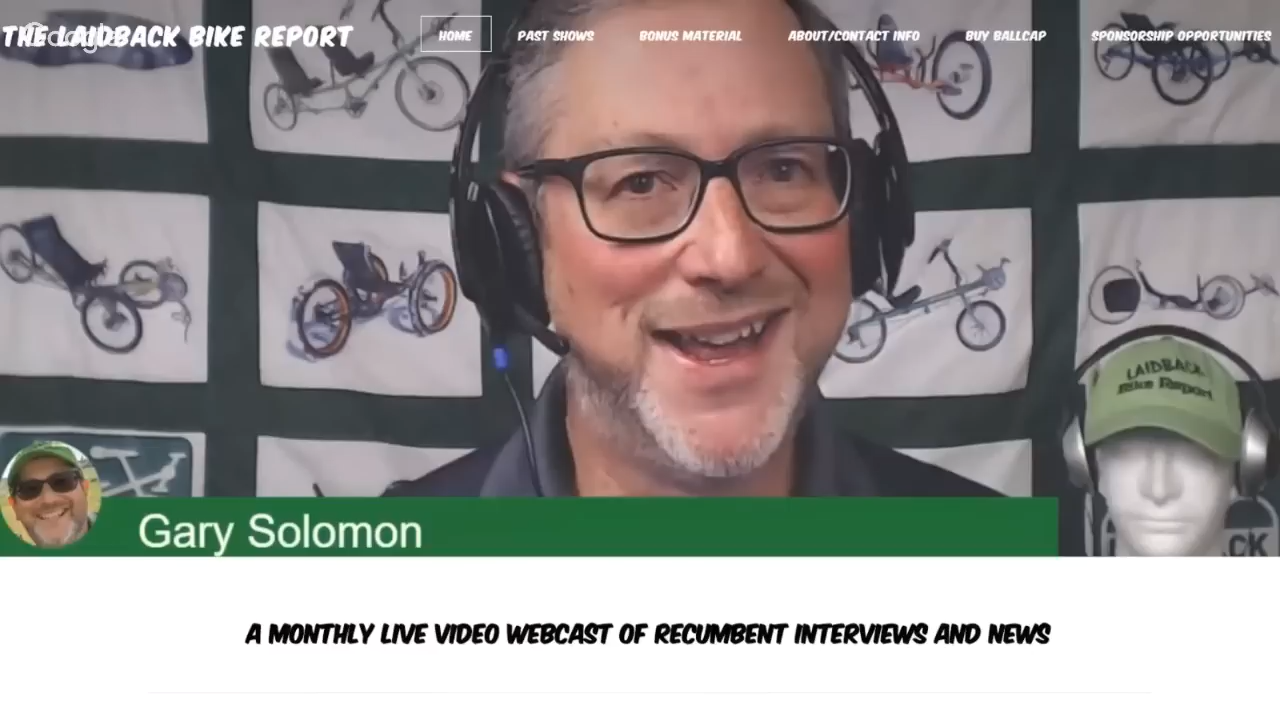 THE LAIDBACK BIKE REPORT
HOME
PAST SHOWS
BONUS MATERIAL
ABOUT/CONTACT INFO
BUY BALLCAP
SPONSORSHIP OPPORTUNITIES
LAIDBACK
Bike Report
Gary Solomon
CK
A MONTHLY LIVE VIDEO WEBCAST OF RECUMBENT INTERVIEWS AND NEWS